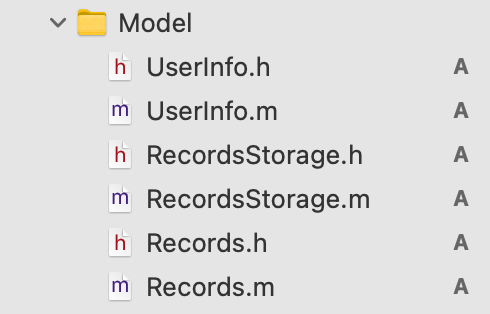 Model
h UserInfo.h A
m UserInfo.m A
h RecordsStorage.h A
m RecordsStorage.m A
h Records.h A
m Records.m A